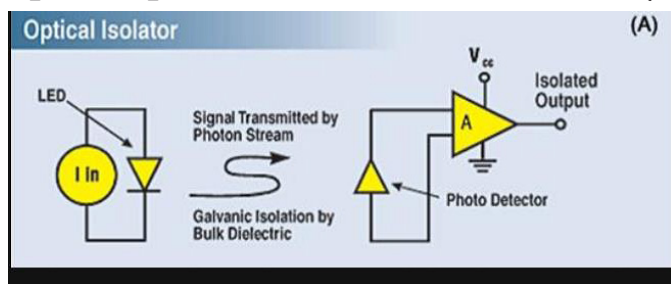 Optical Isolator
(A)
LED
I In
Signal Transmitted by
Photon Stream
Galvanic Isolation by
Bulk Dielectric
Vcc
A
Isolated
Output
Photo Detector